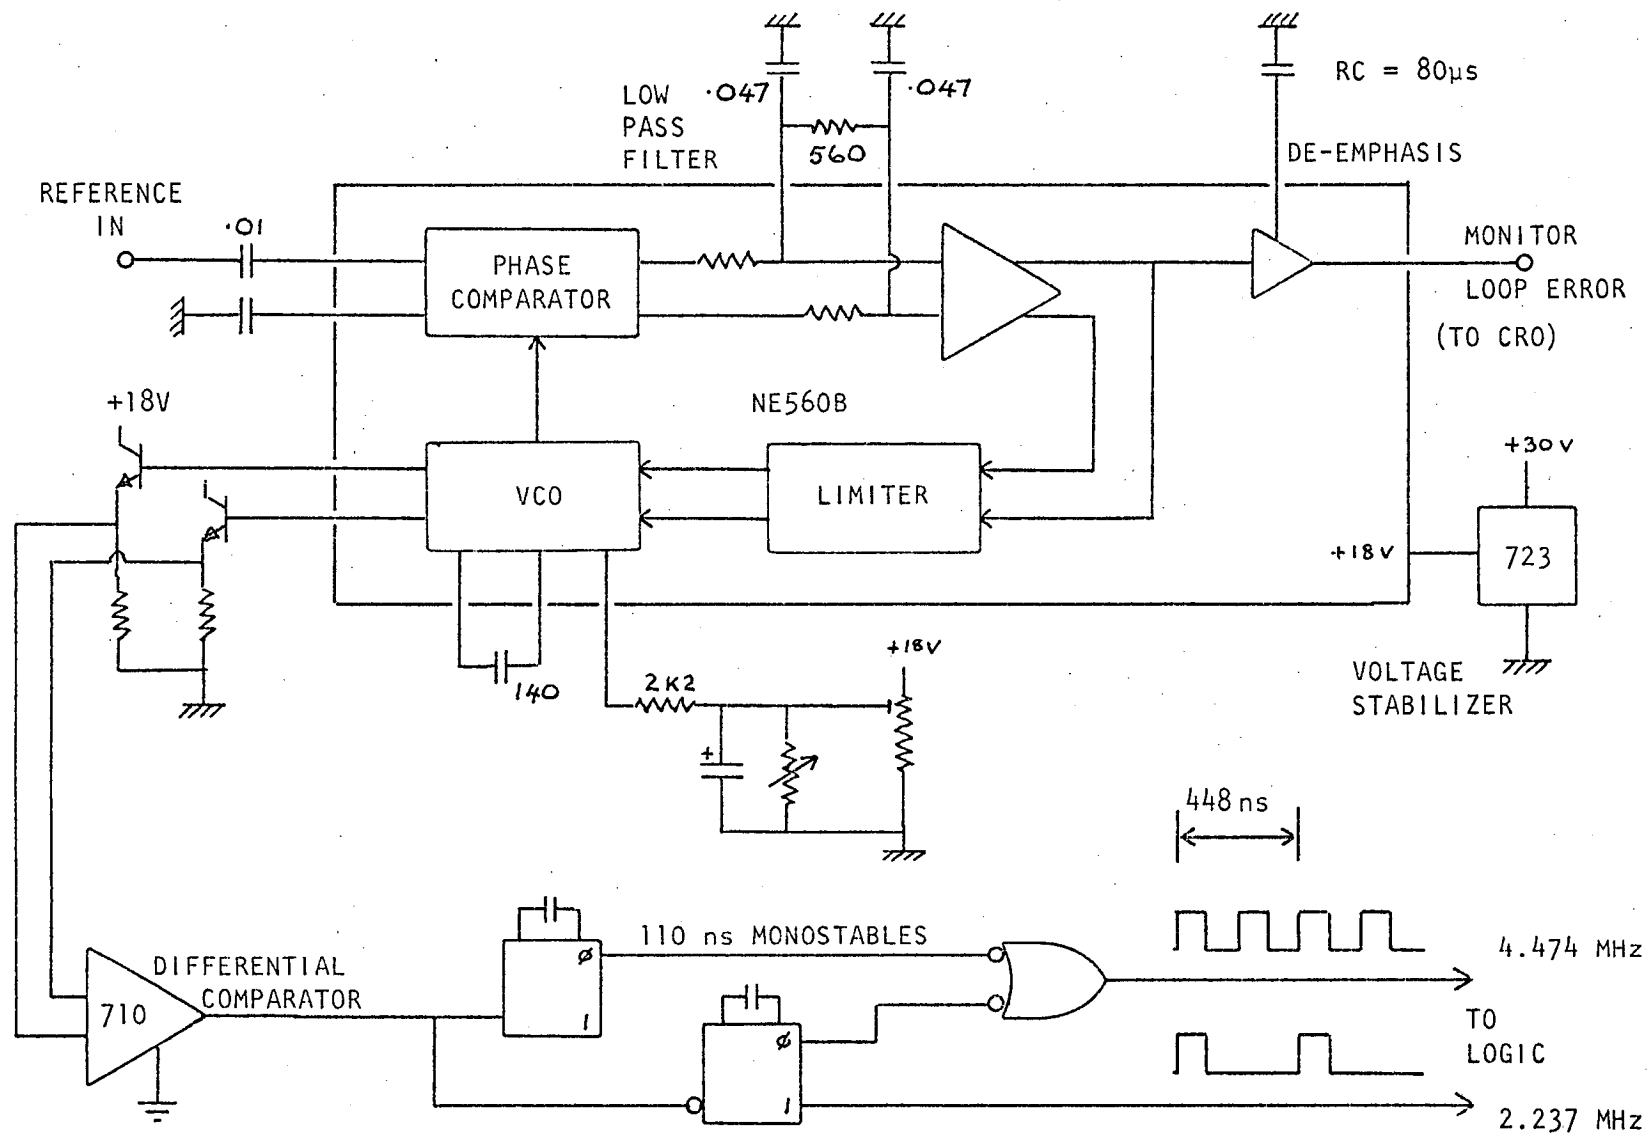 RC = 80μs
·047
·047
LOW
PASS
FILTER
560
DE-EMPHASIS
REFERENCE
IN
·01
PHASE
COMPARATOR
MONITOR
LOOP ERROR
(TO CRO)
+18V
NE560B
VCO
LIMITER
+30V
+18V
723
140
2K2
+18V
VOLTAGE
STABILIZER
+
448 ns
110 ns MONOSTABLES
4.474 MHz
DIFFERENTIAL
COMPARATOR
710
ø
1
ø
1
TO
LOGIC
2.237 MHz